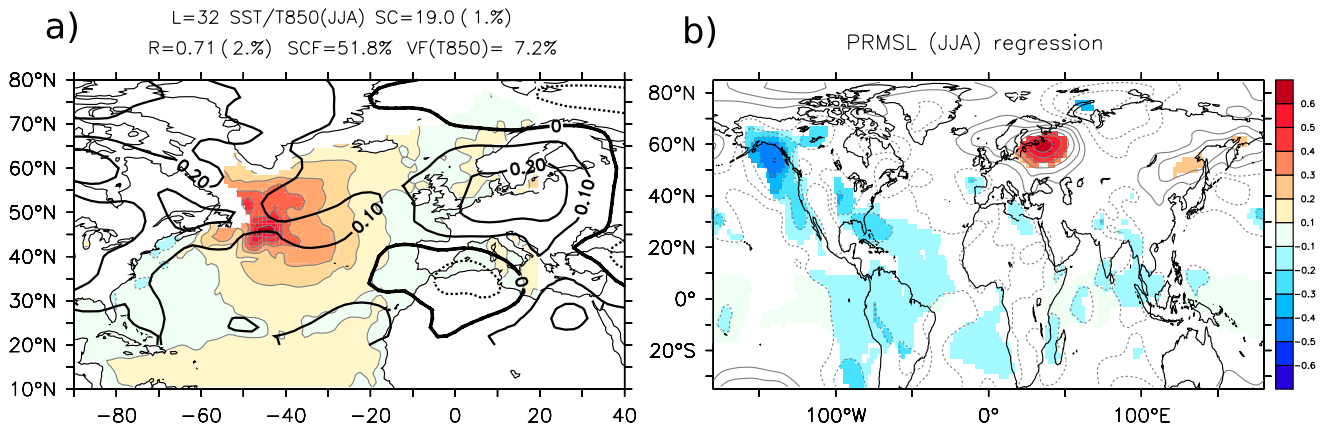 a)
L=32 SST/T850(JJA) SC=19.0 (1.%)
R=0.71 (2.%) SCF=51.8% VF(T850)= 7.2%
80°N
70°N
60°N
50°N
40°N
30°N
20°N
10°N
-80 -60 -40 -20 0 20 40
0.20
0.10
0
0.20
0.10
0
b)
PRMSL (JJA) regression
80°N
60°N
40°N
20°N
0°
20°S
100°W 0° 100°E
0.6
0.5
0.4
0.3
0.2
0.1
-0.1
-0.2
-0.3
-0.4
-0.5
-0.6